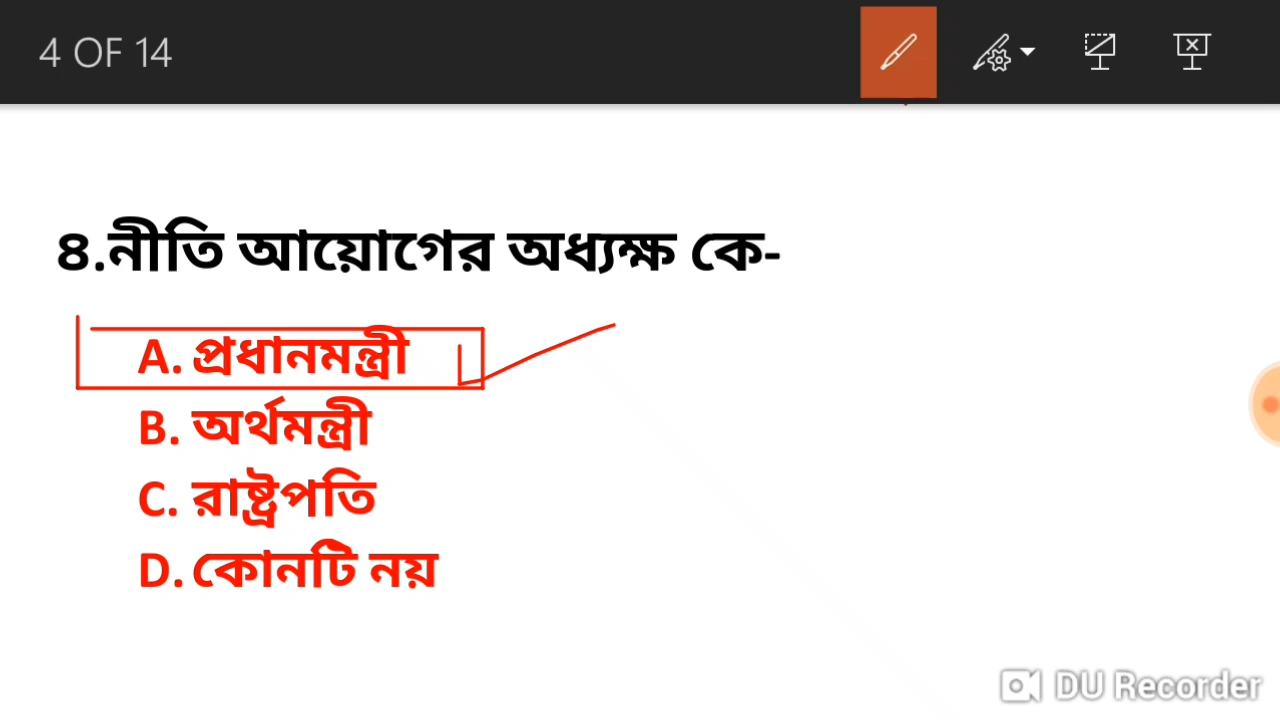 4 OF 14
৪.নীতি আয়োগের অধ্যক্ষ কে-
A. প্রধানমন্ত্রী
B. অর্থমন্ত্রী
C. রাষ্ট্রপতি
D. কোনটি নয়
DU Recorder